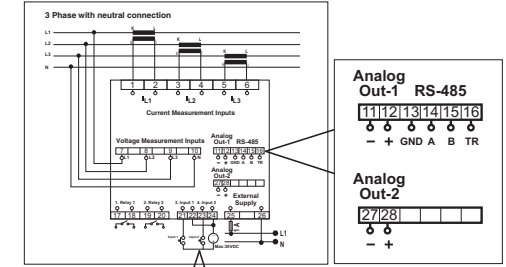 3 Phase with neutral connection
K L
L1
L2 K L
L3 K L
N
1 2 3 4 5 6
IL1 IL2 IL3
Current Measurement Inputs
Analog
Out-1 RS-485
Voltage Measurement Inputs
7 8 9 10 11 12 13 14 15 16
L1 L2 L3 N − + GND A B TR
Analog
Out-2
27 28
− + External
Supply
1. Relay 1 2. Relay 2 3. Input 1 4. Input 2
17 18 19 20 21 22 23 24 25 26
L1
N
Max.30VDC
Analog
Out-1 RS-485
11 12 13 14 15 16
− + GND A B TR
Analog
Out-2
27 28
− +